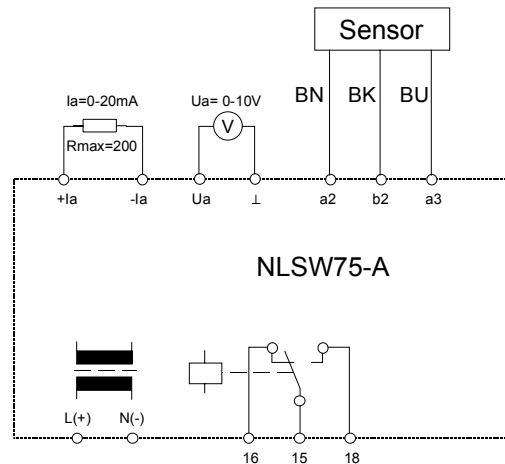 Sensor
Ia=0-20mA Ua= 0-10V BN BK BU
V
Rmax=200
+Ia -Ia Ua ⊥ a2 b2 a3
NLSW75-A
L(+) N(-)
16 15 18